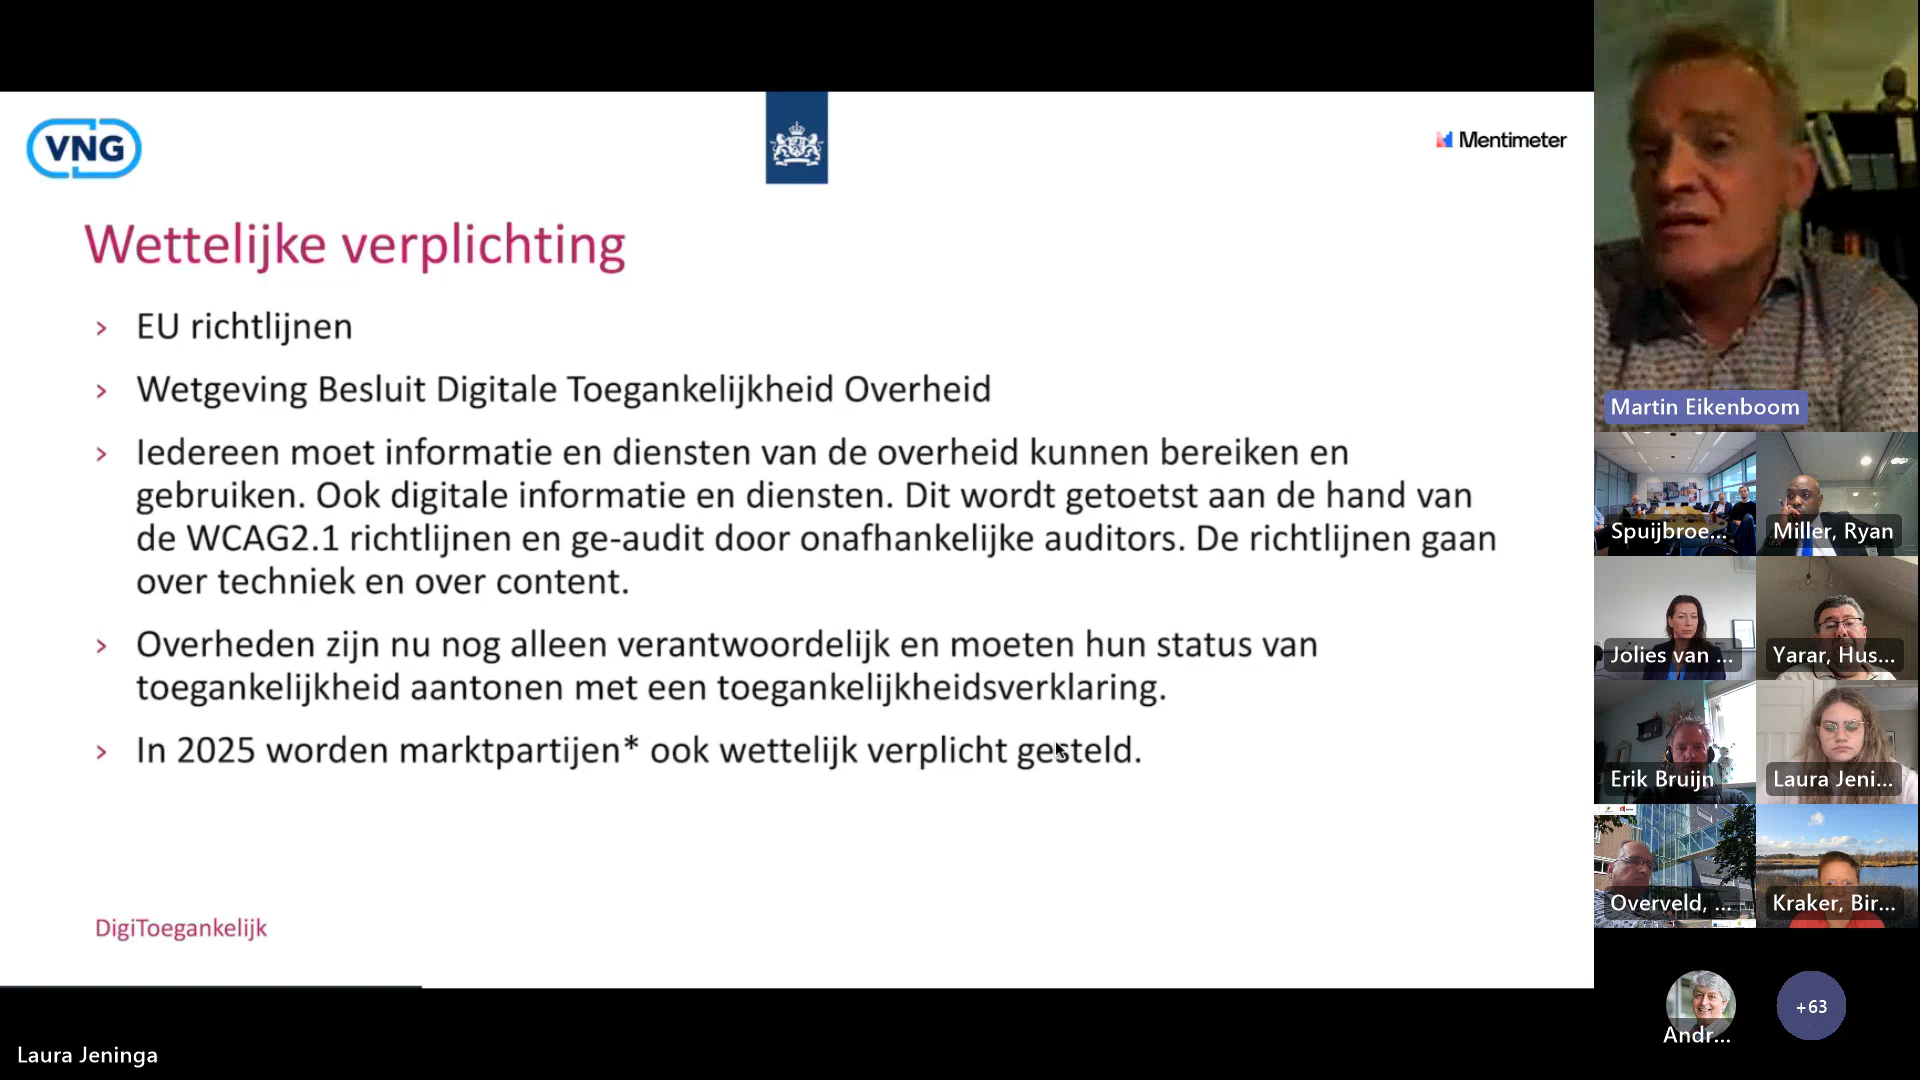 VNG
Mentimeter
Wettelijke verplichting
› EU richtlijnen
› Wetgeving Besluit Digitale Toegankelijkheid Overheid
› Iedereen moet informatie en diensten van de overheid kunnen bereiken en
gebruiken. Ook digitale informatie en diensten. Dit wordt getoetst aan de hand van
de WCAG2.1 richtlijnen en ge-audit door onafhankelijke auditors. De richtlijnen gaan
over techniek en over content.
› Overheden zijn nu nog alleen verantwoordelijk en moeten hun status van
toegankelijkheid aantonen met een toegankelijkheidsverklaring.
› In 2025 worden marktpartijen* ook wettelijk verplicht gesteld.
DigiToegankelijk
Laura Jeninga
Martin Eikenboom
Spuijbroe...
Miller, Ryan
Jolies van ...
Yarar, Hus...
Erik Bruijn
Laura Jeni...
Overveld, ...
Kraker, Bir...
Andr...
+63